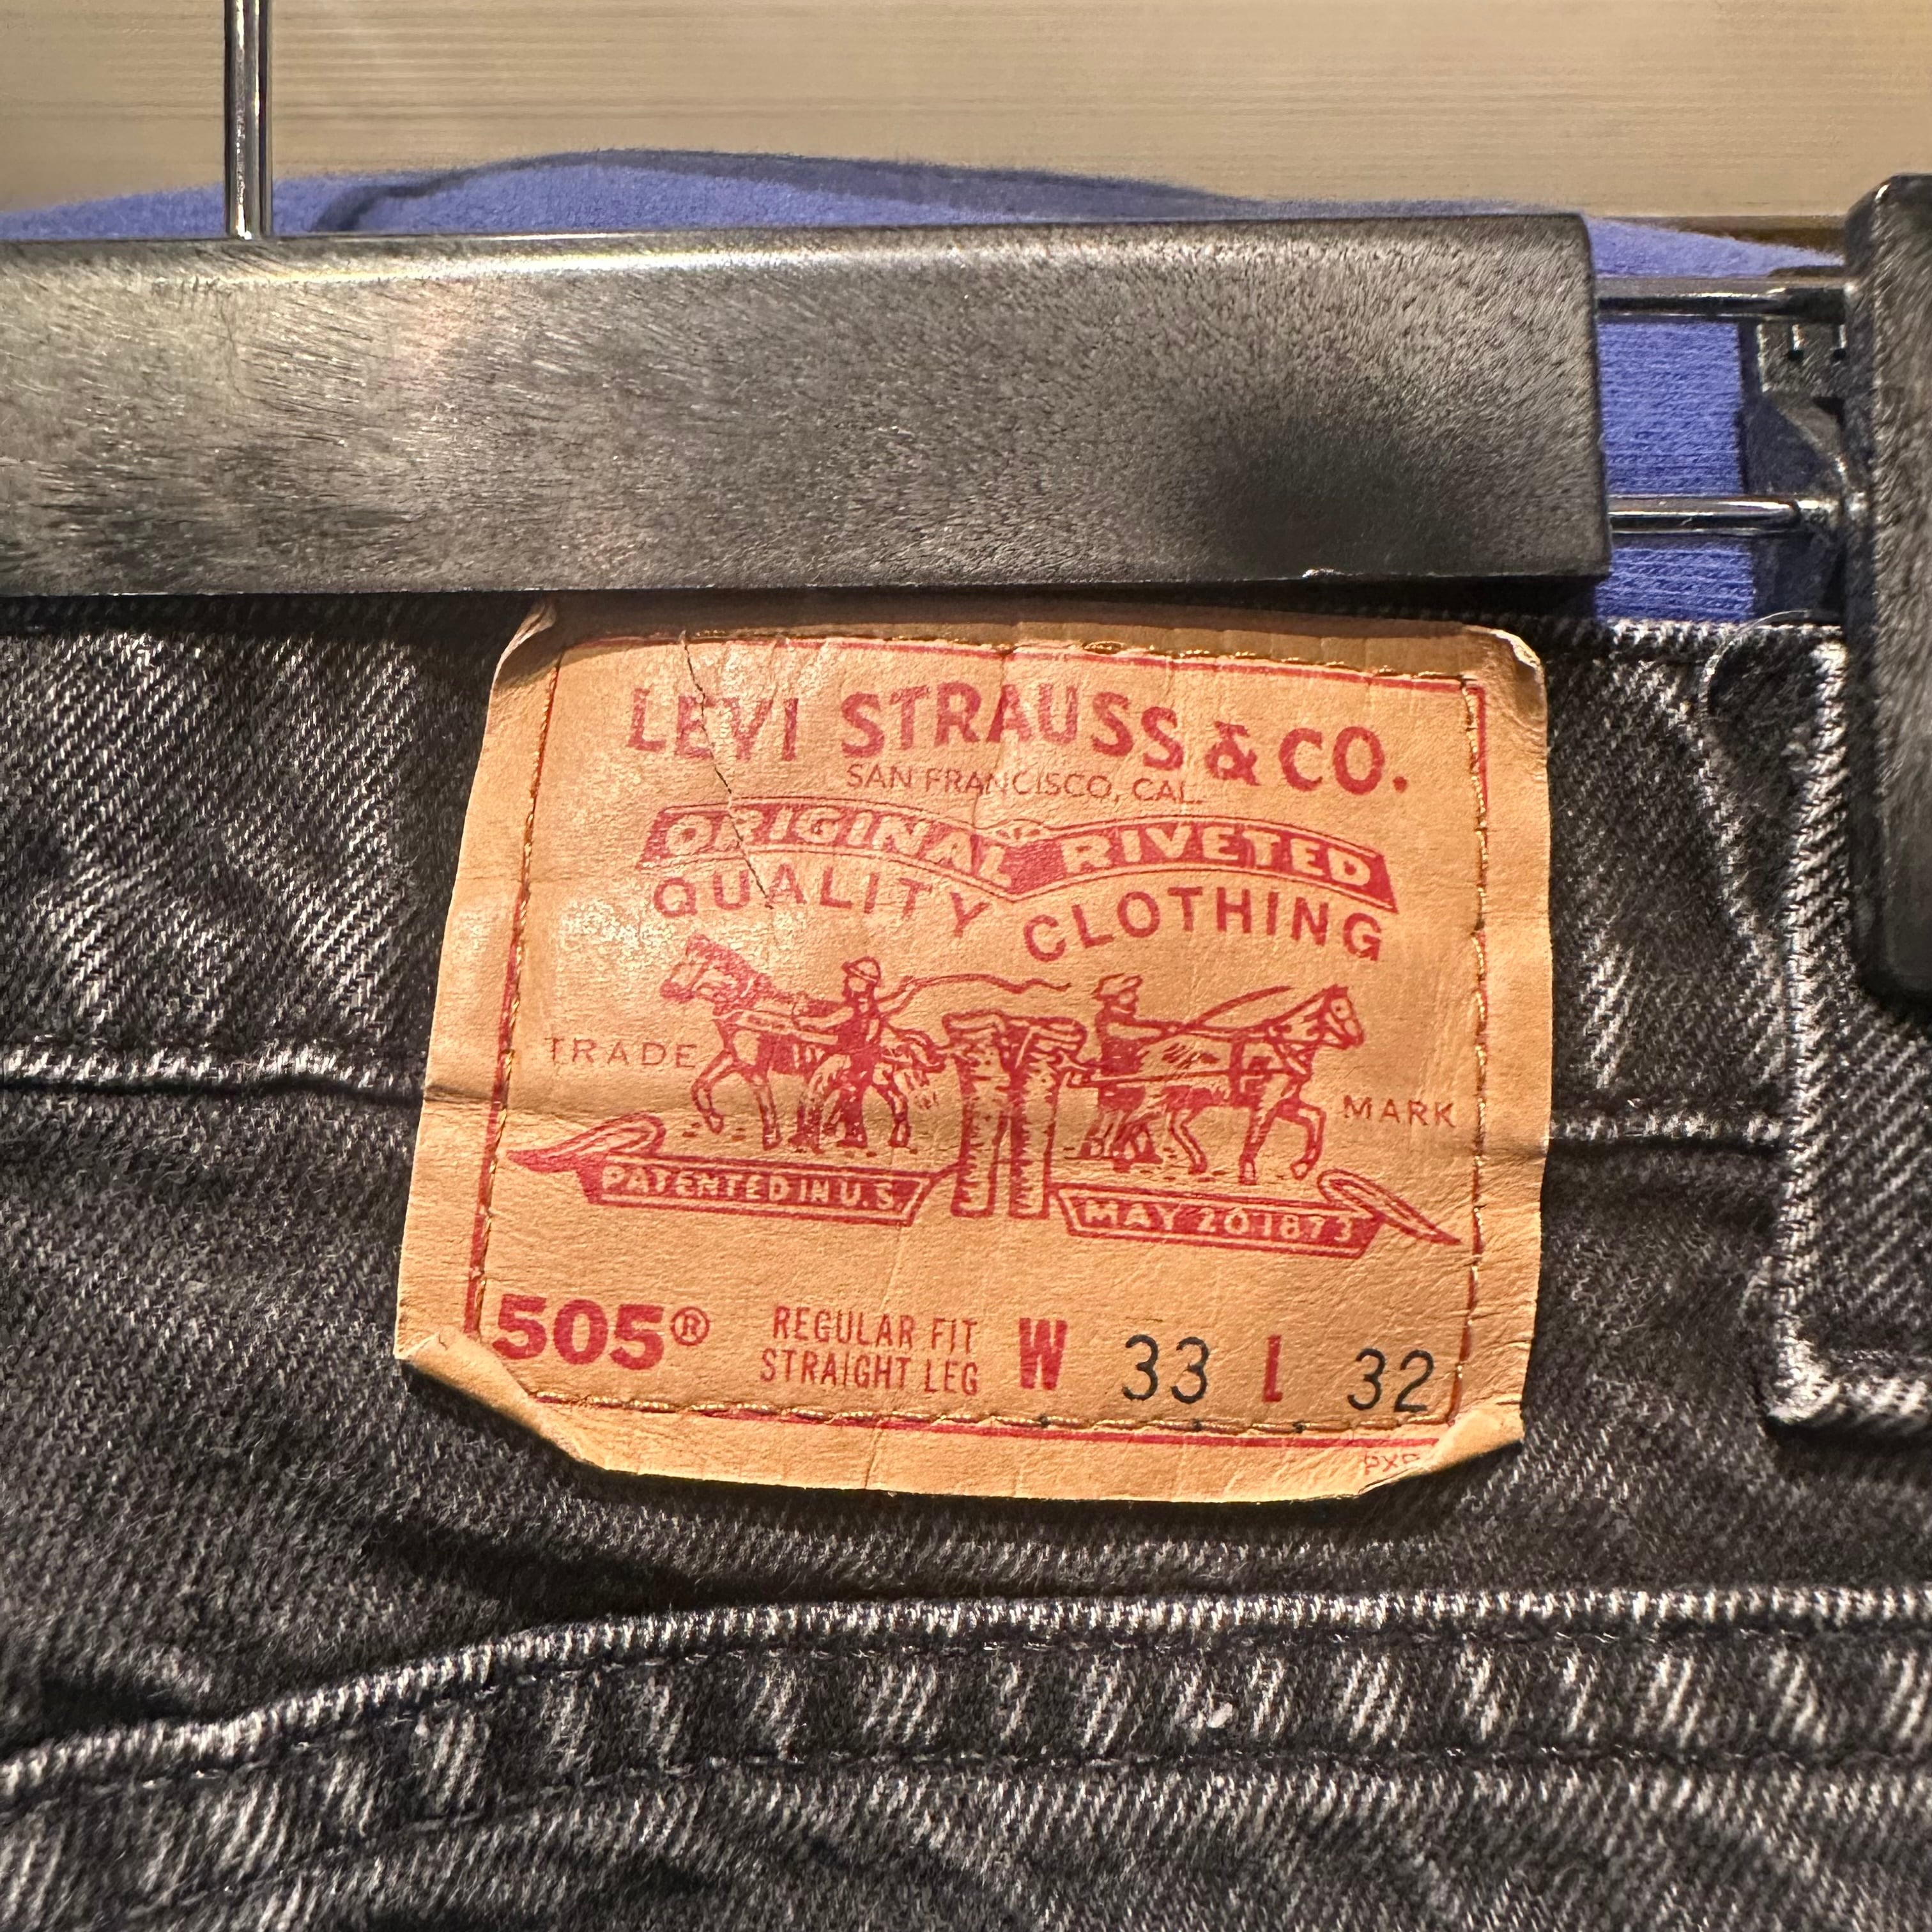 LEVI STRAUSS & CO.
SAN FRANCISCO, CAL.
ORIGINAL RIVETED
QUALITY CLOTHING
TRADE MARK
PATENTED IN U.S. MAY 20 1873
505® REGULAR FIT W 33 L 32
STRAIGHT LEG